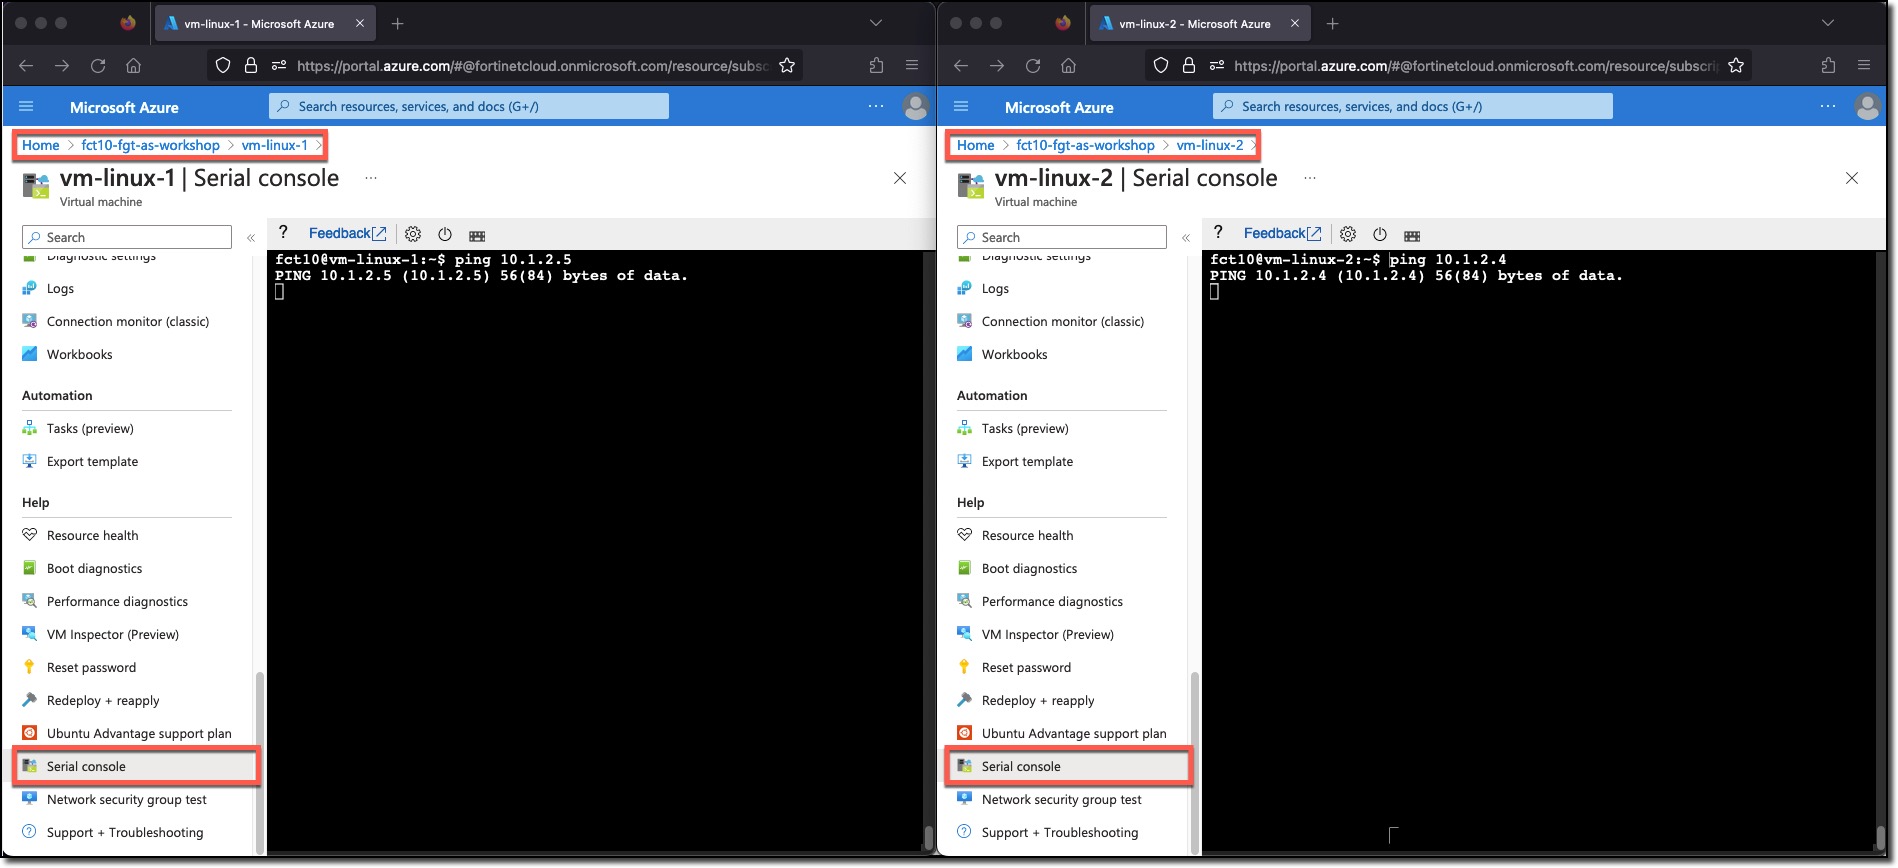 vm-linux-1 - Microsoft Azure
https://portal.azure.com/#@fortinetcloud.onmicrosoft.com/resource/subsc
Microsoft Azure
Search resources, services, and docs (G+/)
Home > fct10-fgt-as-workshop > vm-linux-1 >
vm-linux-1 | Serial console ...
Virtual machine
Search
«
? Feedback
Diagnostic settings
Logs
Connection monitor (classic)
Workbooks
Automation
Tasks (preview)
Export template
Help
Resource health
Boot diagnostics
Performance diagnostics
VM Inspector (Preview)
Reset password
Redeploy + reapply
Ubuntu Advantage support plan
Serial console
Network security group test
Support + Troubleshooting
fct10@vm-linux-1:~$ ping 10.1.2.5
PING 10.1.2.5 (10.1.2.5) 56(84) bytes of data.
vm-linux-2 - Microsoft Azure
https://portal.azure.com/#@fortinetcloud.onmicrosoft.com/resource/subscri
Microsoft Azure
Search resources, services, and docs (G+/)
Home > fct10-fgt-as-workshop > vm-linux-2 >
vm-linux-2 | Serial console ...
Virtual machine
Search
«
? Feedback
Diagnostic settings
Logs
Connection monitor (classic)
Workbooks
Automation
Tasks (preview)
Export template
Help
Resource health
Boot diagnostics
Performance diagnostics
VM Inspector (Preview)
Reset password
Redeploy + reapply
Ubuntu Advantage support plan
Serial console
Network security group test
Support + Troubleshooting
fct10@vm-linux-2:~$ ping 10.1.2.4
PING 10.1.2.4 (10.1.2.4) 56(84) bytes of data.